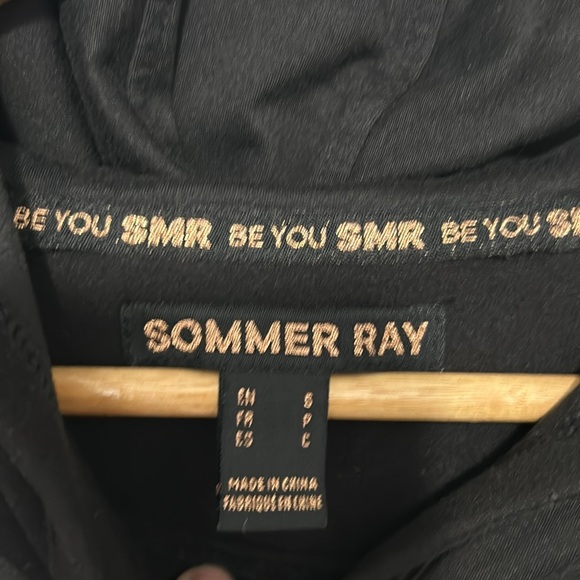 BE YOU SMR BE YOU SMR BE YOU
SOMMER RAY
EN S
FR P
ES C
MADE IN CHINA
FABRIQUE EN CHINE